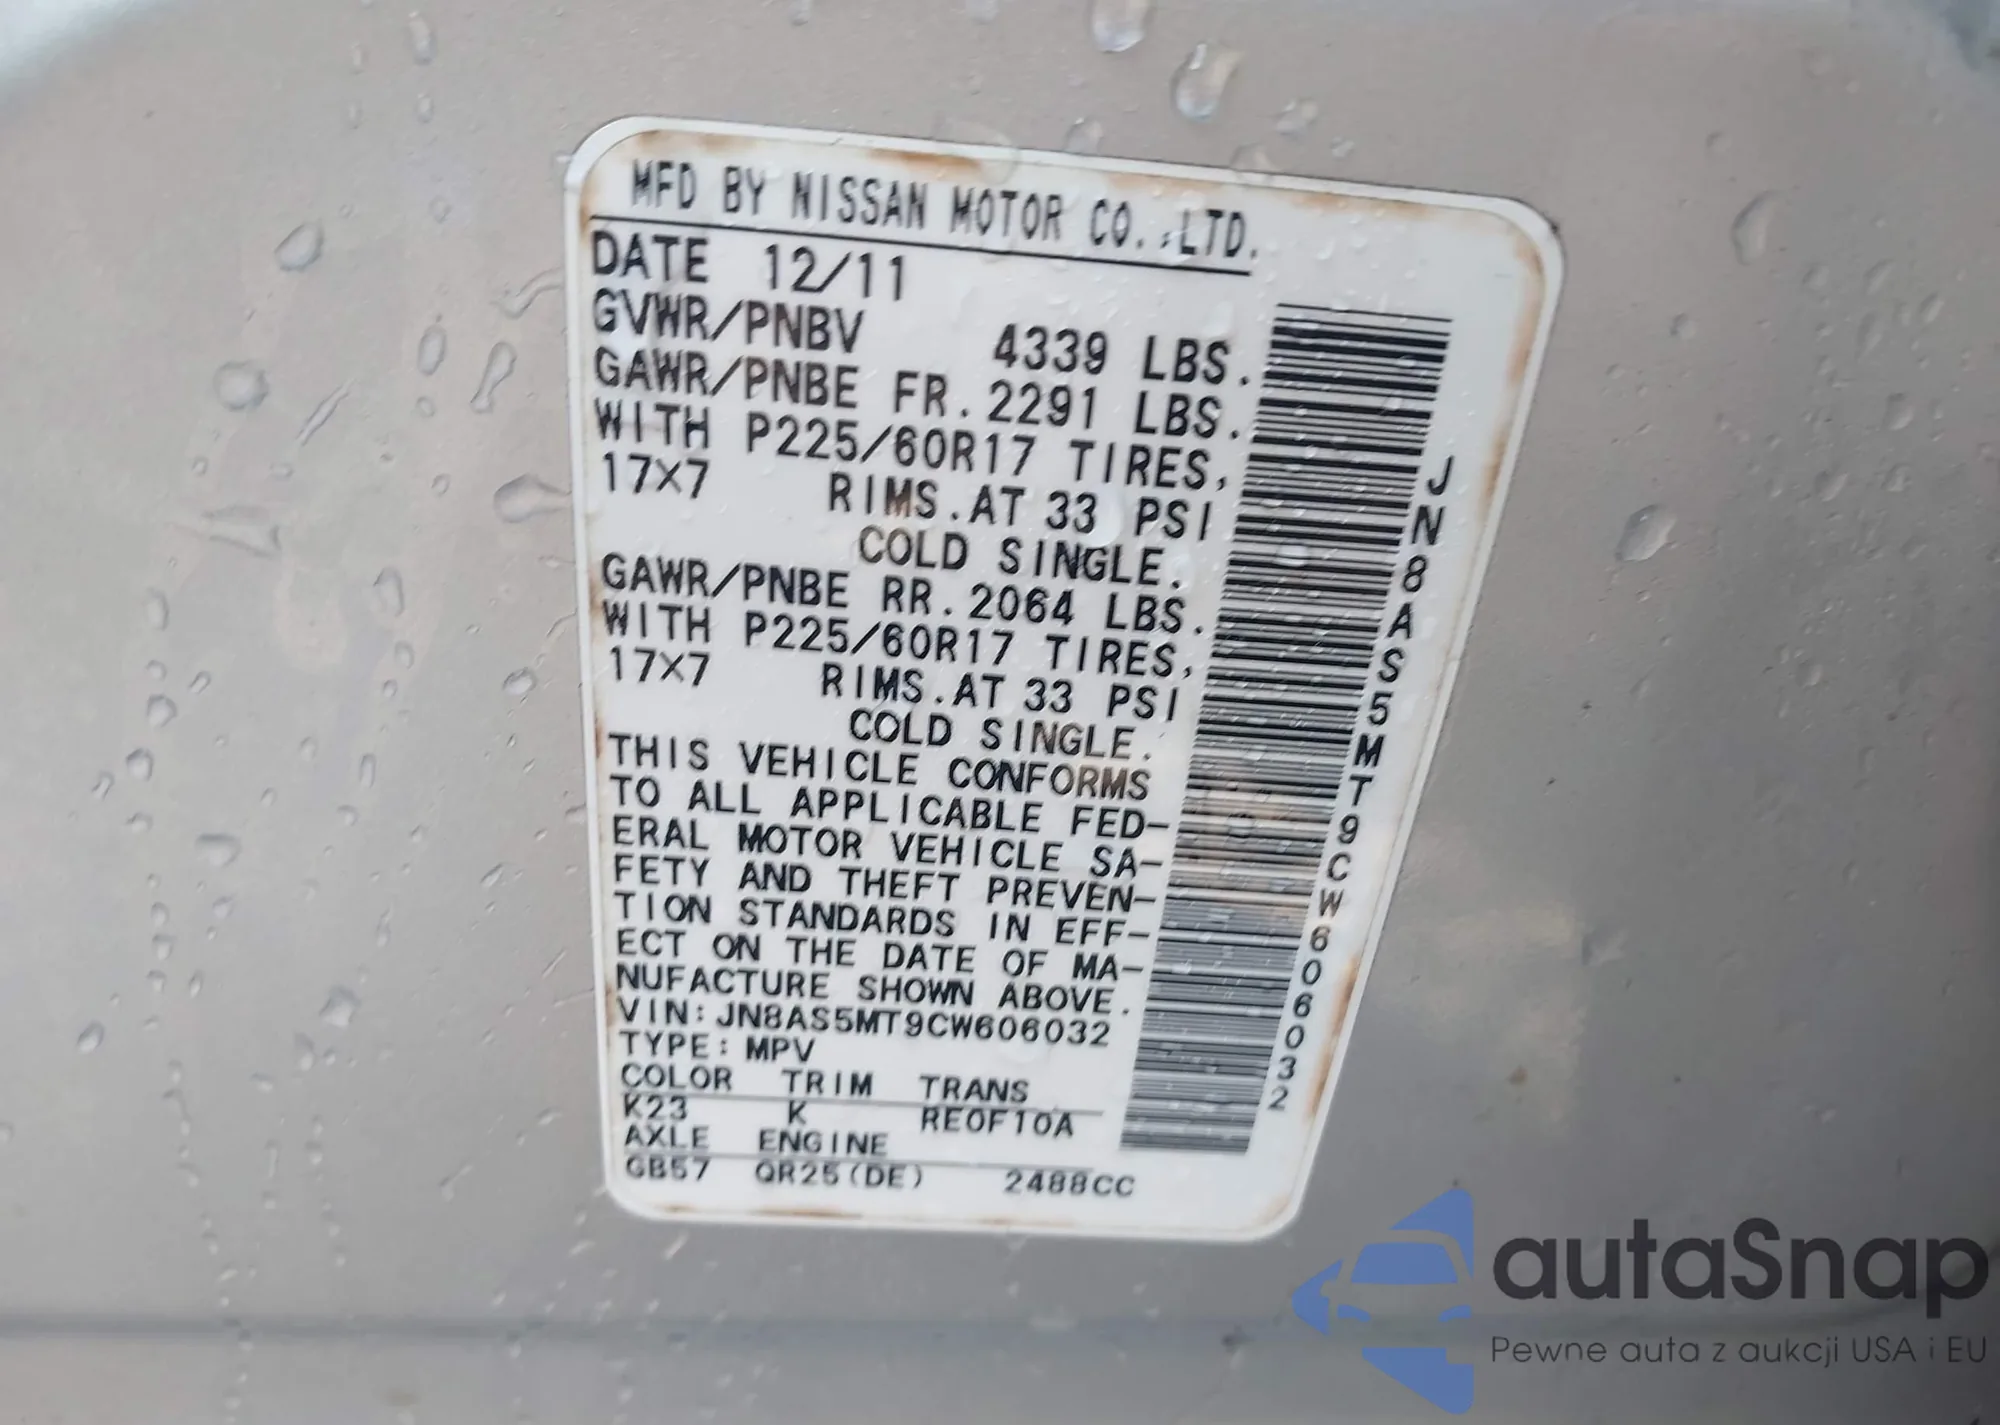 MFD BY NISSAN MOTOR CO.,LTD.
DATE 12/11
GVWR/PNBV 4339 LBS.
GAWR/PNBE FR. 2291 LBS.
WITH P225/60R17 TIRES,
17X7 RIMS.AT 33 PSI
COLD SINGLE.
GAWR/PNBE RR. 2064 LBS.
WITH P225/60R17 TIRES,
17X7 RIMS.AT 33 PSI
COLD SINGLE.
THIS VEHICLE CONFORMS
TO ALL APPLICABLE FED-
ERAL MOTOR VEHICLE SA-
FETY AND THEFT PREVEN-
TION STANDARDS IN EFF-
ECT ON THE DATE OF MA-
NUFACTURE SHOWN ABOVE.
VIN: JN8AS5MT9CW606032
TYPE: MPV
COLOR TRIM TRANS
K23 K RE0F10A
AXLE ENGINE
GB57 QR25(DE) 2488CC
JN8AS5MT9CW606032
autaSnap
Pewne auta z aukcji USA i EU